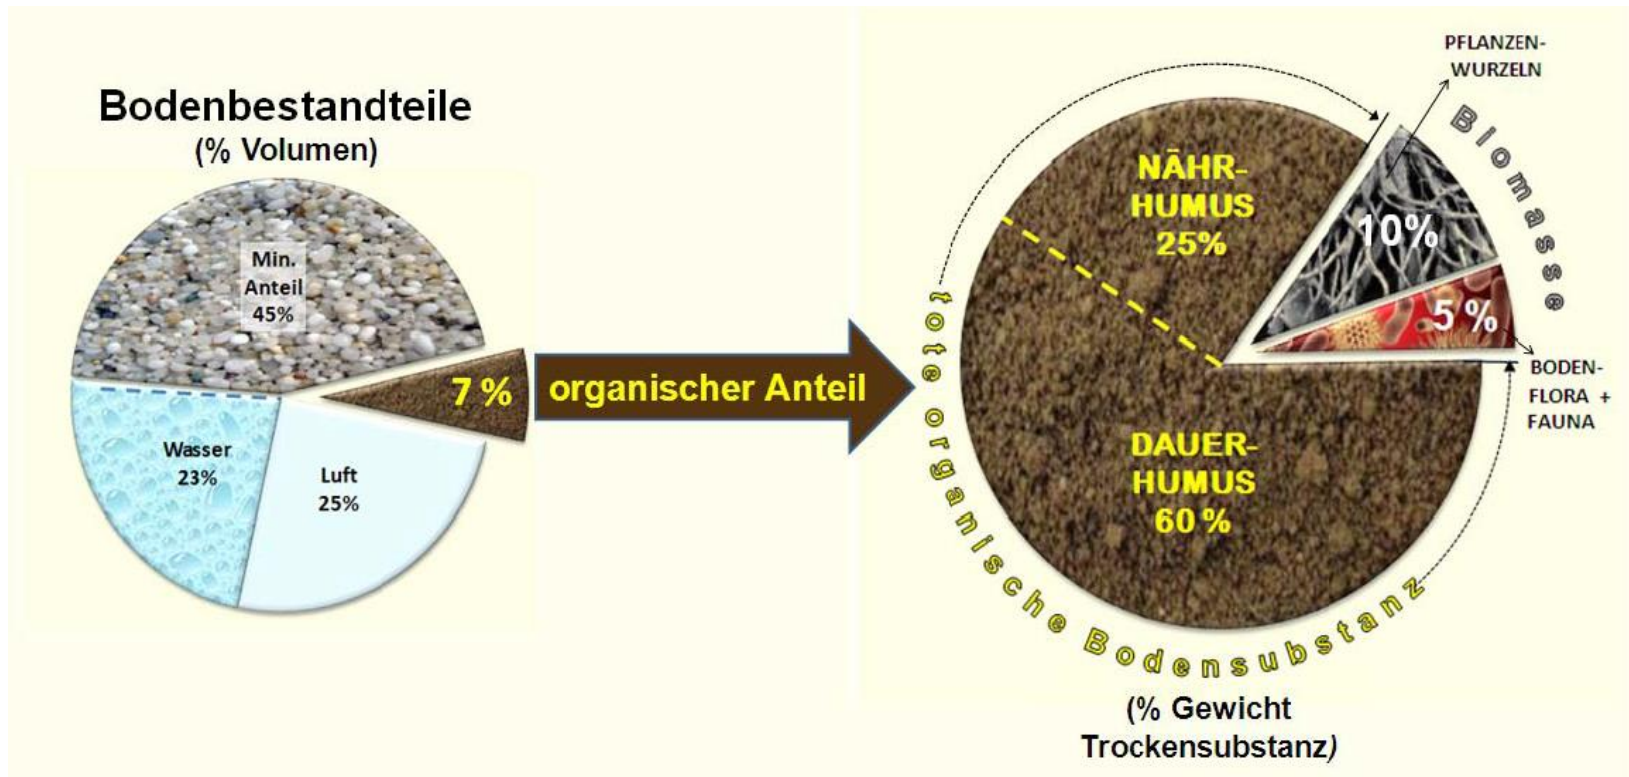 Bodenbestandteile
(% Volumen)
Min.
Anteil
45%
Wasser
23%
Luft
25%
7 %
organischer Anteil
PFLANZEN-
WURZELN
Biomasse
NÄHR-
HUMUS
25%
10%
5 %
BODEN-
FLORA +
FAUNA
DAUER-
HUMUS
60 %
tote organische Bodensubstanz
(% Gewicht
Trockensubstanz)